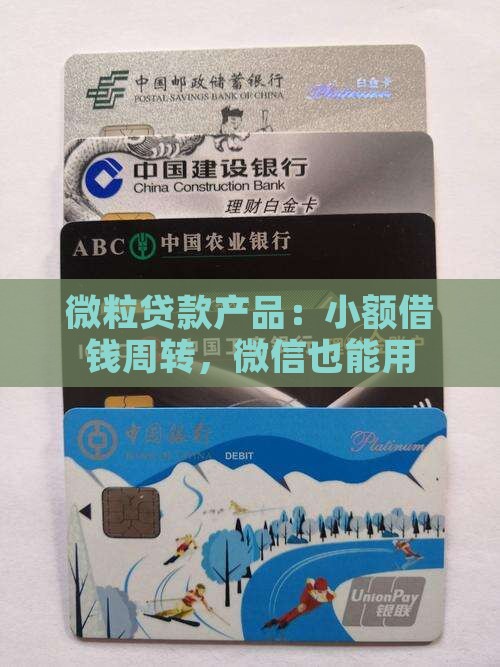 中国邮政储蓄银行
POSTAL SAVINGS BANK OF CHINA
白金卡
Platinum
中国建设银行
China Construction Bank
理财白金卡
ABC 中国农业银行
微粒贷款产品：小额借
钱周转，微信也能用
中国银行
BANK OF CHINA
DEBIT
Platinum
UnionPay
银联